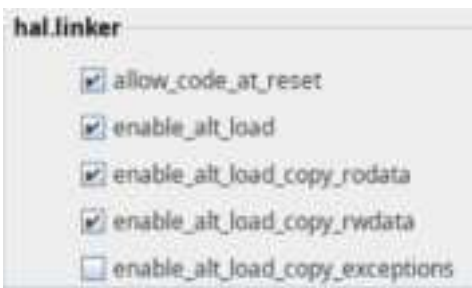 hal.linker
allow_code_at_reset
enable_alt_load
enable_alt_load_copy_rodata
enable_alt_load_copy_rwdata
enable_alt_load_copy_exceptions